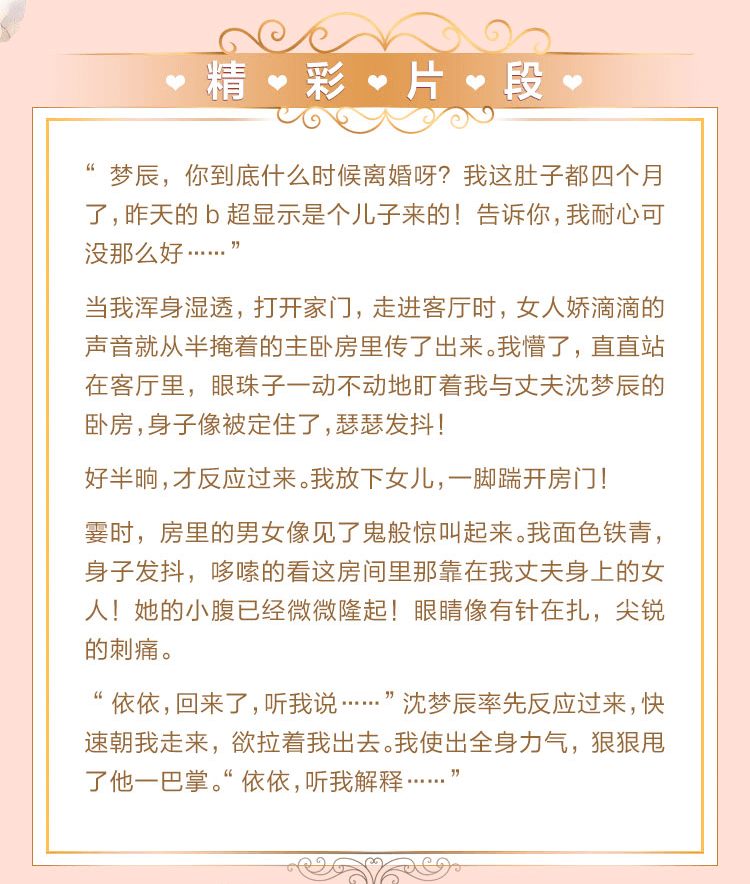 精彩片段
“梦辰，你到底什么时候离婚呀？我这肚子都四个月
了，昨天的b超显示是个儿子来的！告诉你，我耐心可
没那么好……”
当我浑身湿透，打开家门，走进客厅时，女人娇滴滴的
声音就从半掩着的主卧房里传了出来。我懵了，直直站
在客厅里，眼珠子一动不动地盯着我与丈夫沈梦辰的
卧房，身子像被定住了，瑟瑟发抖！
好半晌，才反应过来。我放下女儿，一脚踹开房门！
霎时，房里的男女像见了鬼般惊叫起来。我面色铁青，
身子发抖，哆嗦的看这房间里那靠在我丈夫身上的女
人！她的小腹已经微微隆起！眼睛像有针在扎，尖锐
的刺痛。
“依依，回来了，听我说……”沈梦辰率先反应过来，快
速朝我走来，欲拉着我出去。我使出全身力气，狠狠甩
了他一巴掌。“依依，听我解释……”